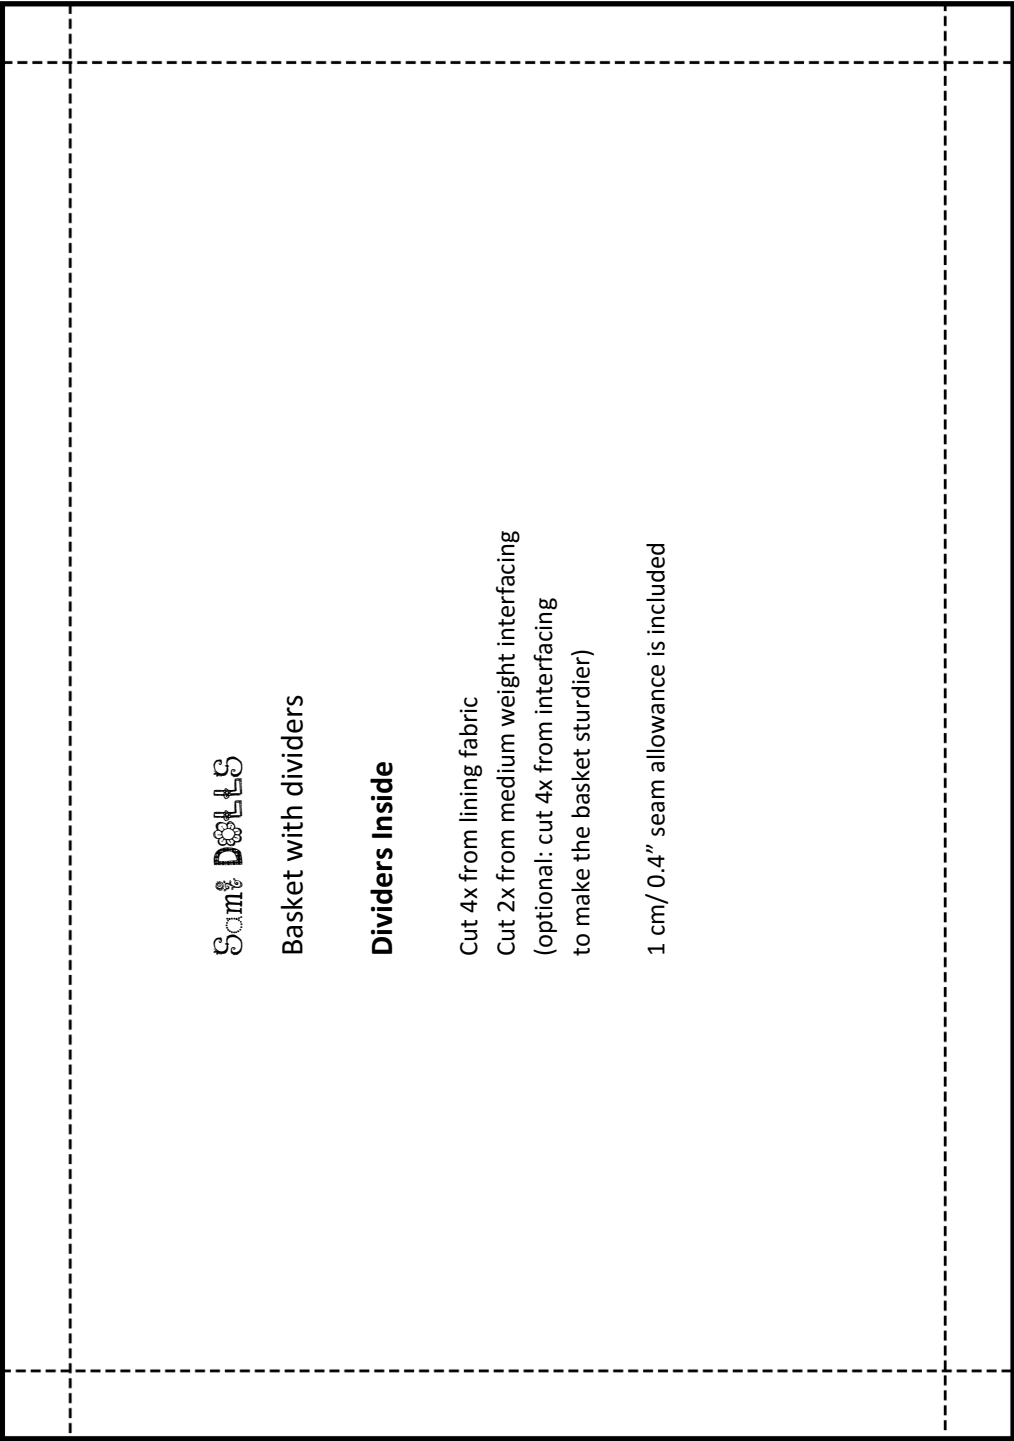 Sami DOLLS
Basket with dividers
Dividers Inside
Cut 4x from lining fabric
Cut 2x from medium weight interfacing
(optional: cut 4x from interfacing
to make the basket sturdier)
1 cm/ 0.4” seam allowance is included